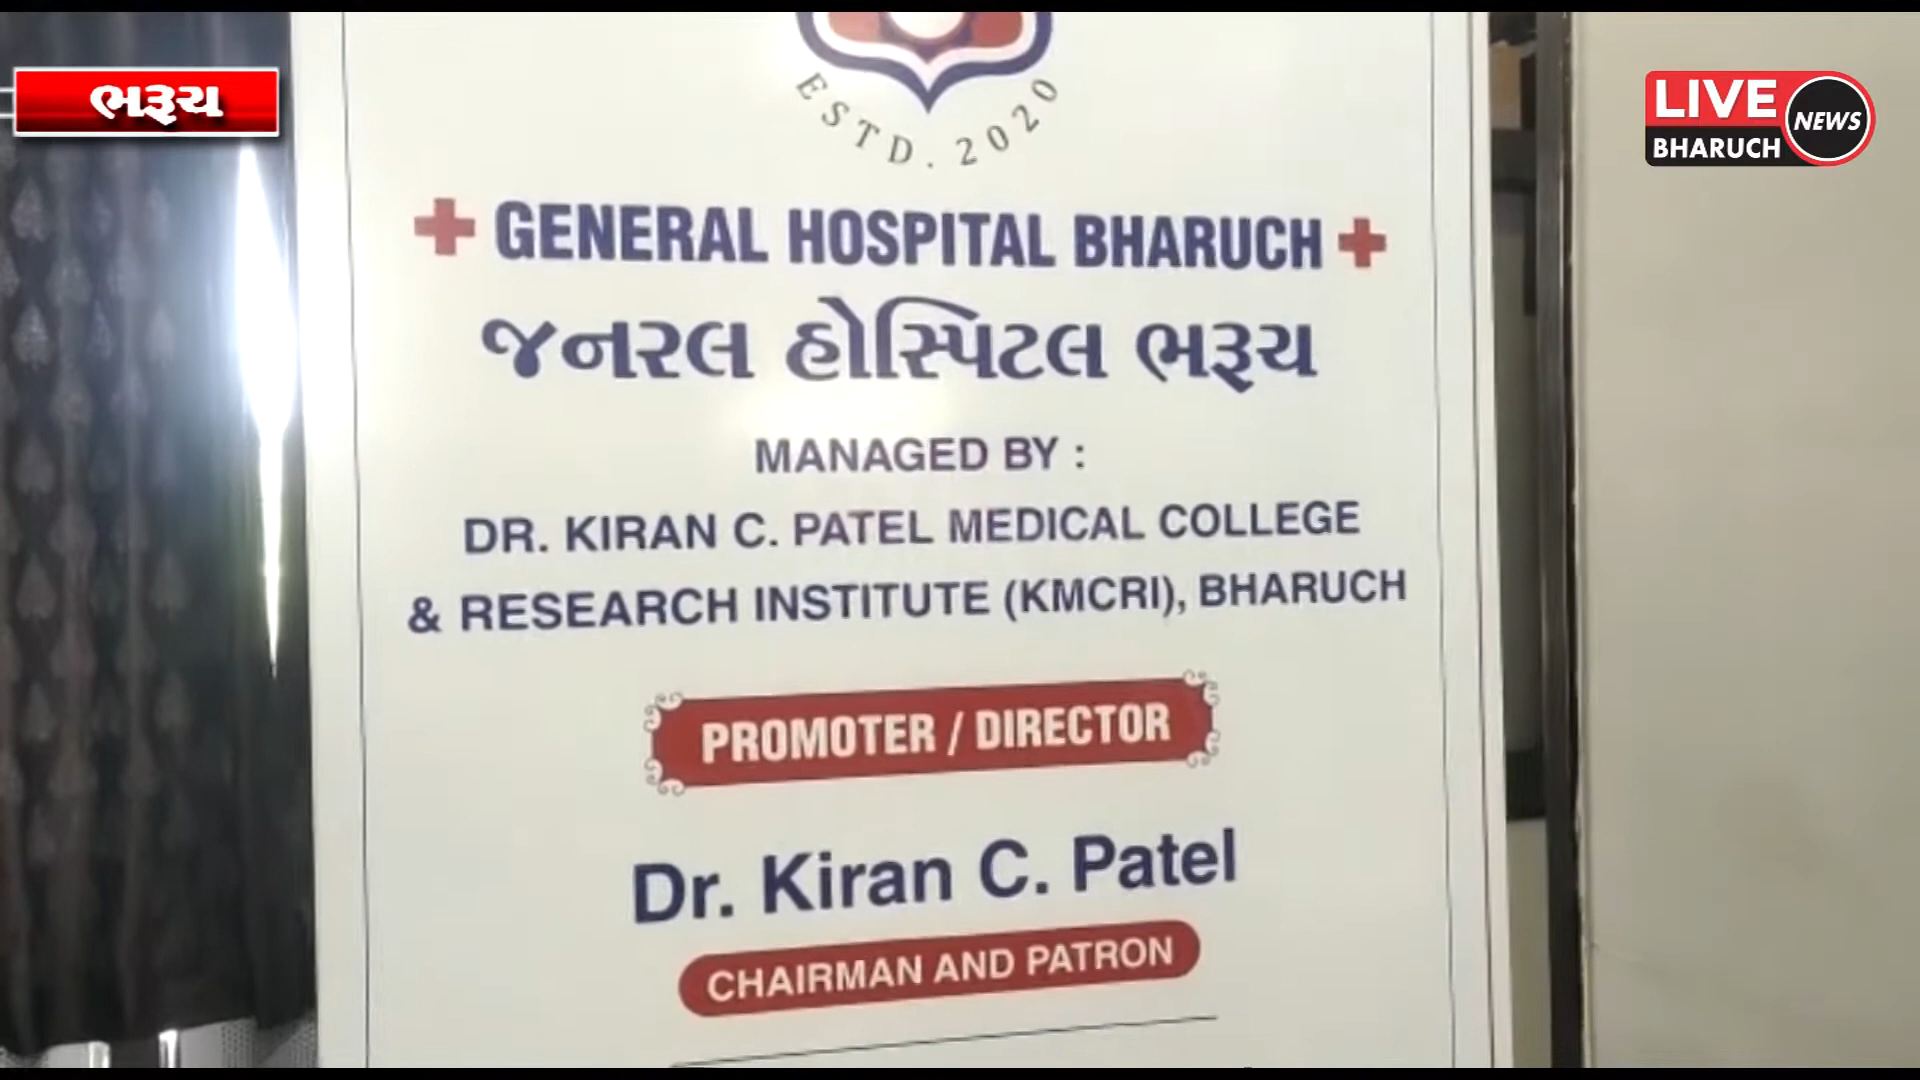 ભરૂચ
LIVE
BHARUCH
NEWS
ESTD. 2020
GENERAL HOSPITAL BHARUCH
જનરલ હોસ્પિટલ ભરૂચ
MANAGED BY :
DR. KIRAN C. PATEL MEDICAL COLLEGE
& RESEARCH INSTITUTE (KMCRI), BHARUCH
PROMOTER / DIRECTOR
Dr. Kiran C. Patel
CHAIRMAN AND PATRON